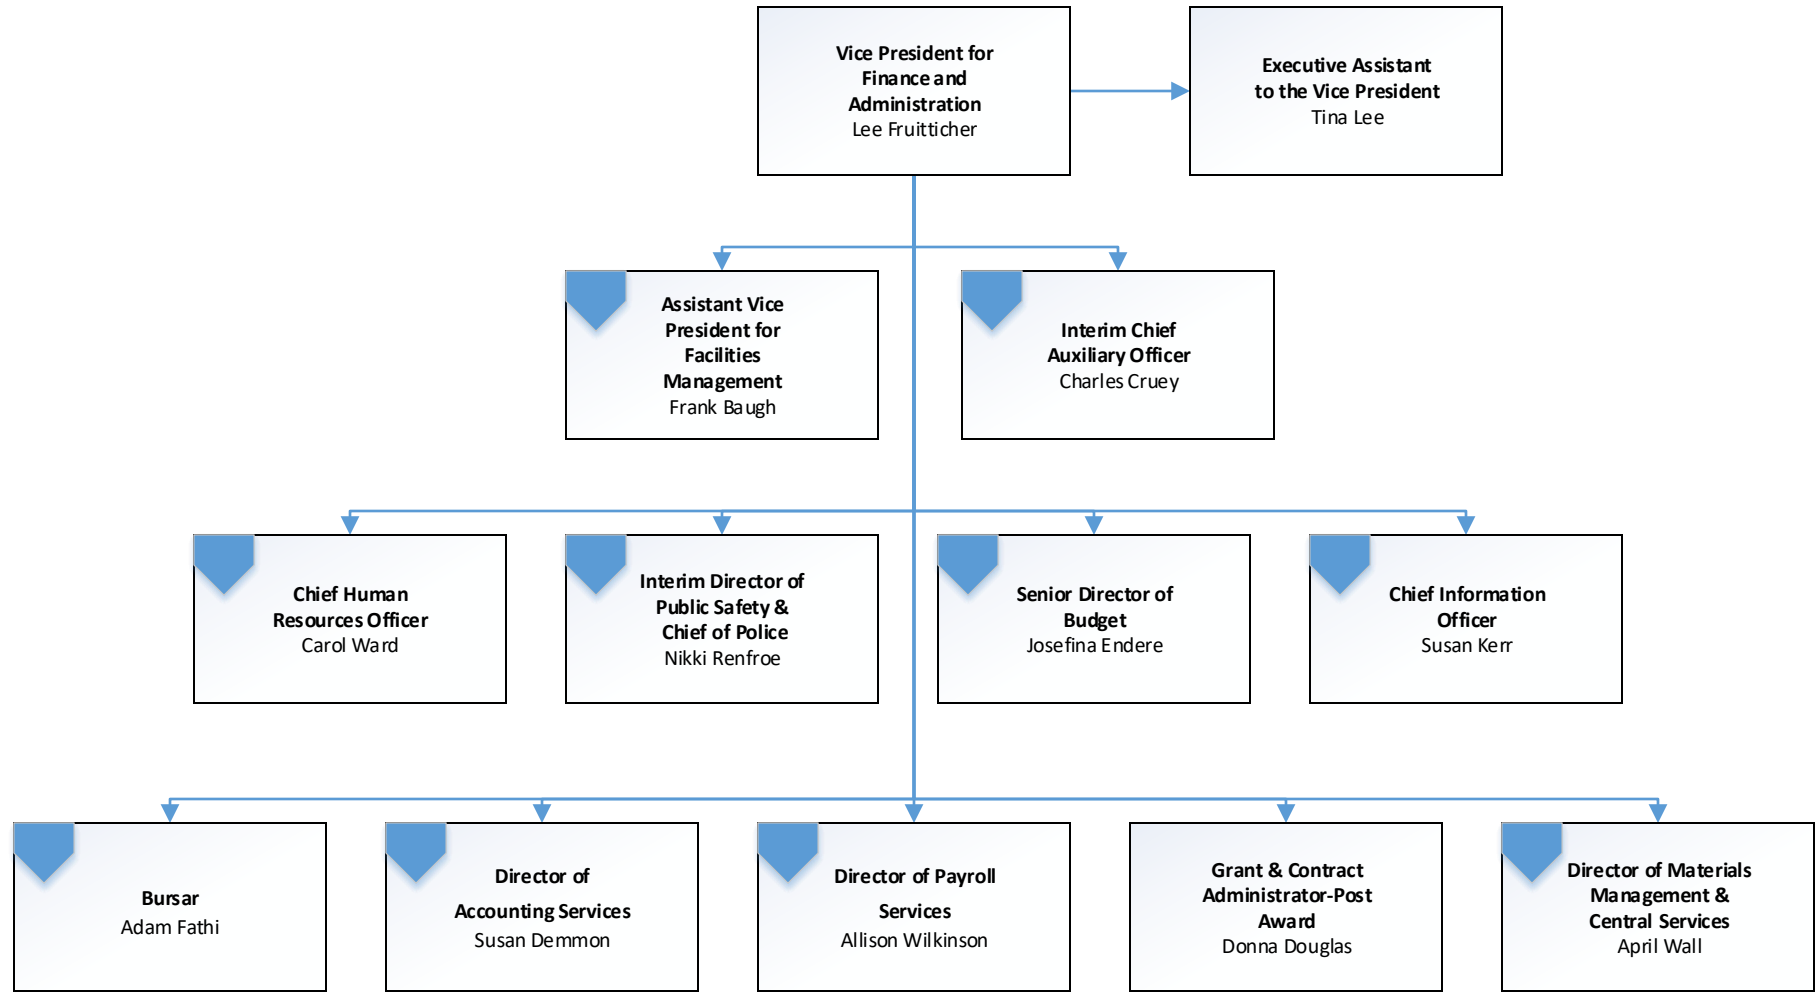 Vice President for
Finance and
Administration
Lee Fruitticher
Executive Assistant
to the Vice President
Tina Lee
Assistant Vice
President for
Facilities
Management
Frank Baugh
Interim Chief
Auxiliary Officer
Charles Cruey
Chief Human
Resources Officer
Carol Ward
Interim Director of
Public Safety &
Chief of Police
Nikki Renfroe
Senior Director of
Budget
Josefina Endere
Chief Information
Officer
Susan Kerr
Bursar
Adam Fathi
Director of
Accounting Services
Susan Demmon
Director of Payroll
Services
Allison Wilkinson
Grant & Contract
Administrator-Post
Award
Donna Douglas
Director of Materials
Management &
Central Services
April Wall